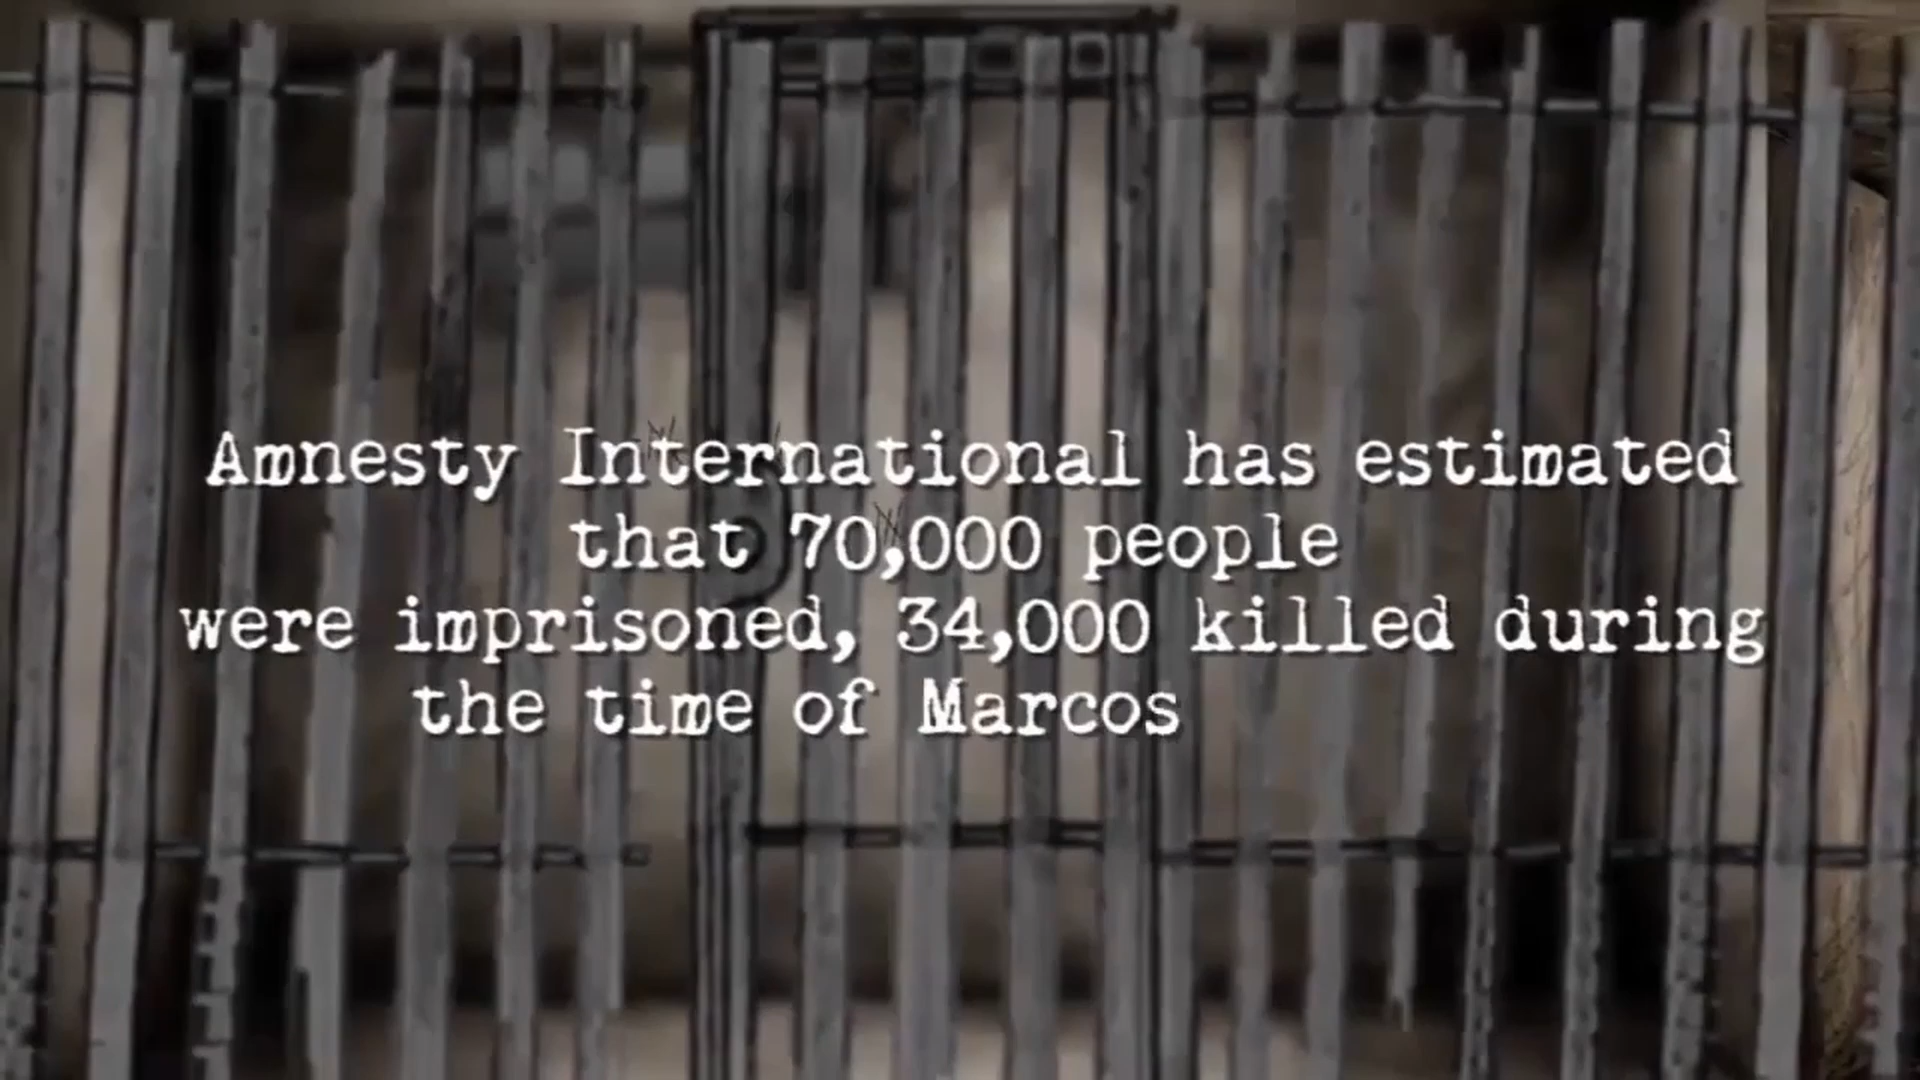 Amnesty International has estimated
that 70,000 people
were imprisoned, 34,000 killed during
the time of Marcos